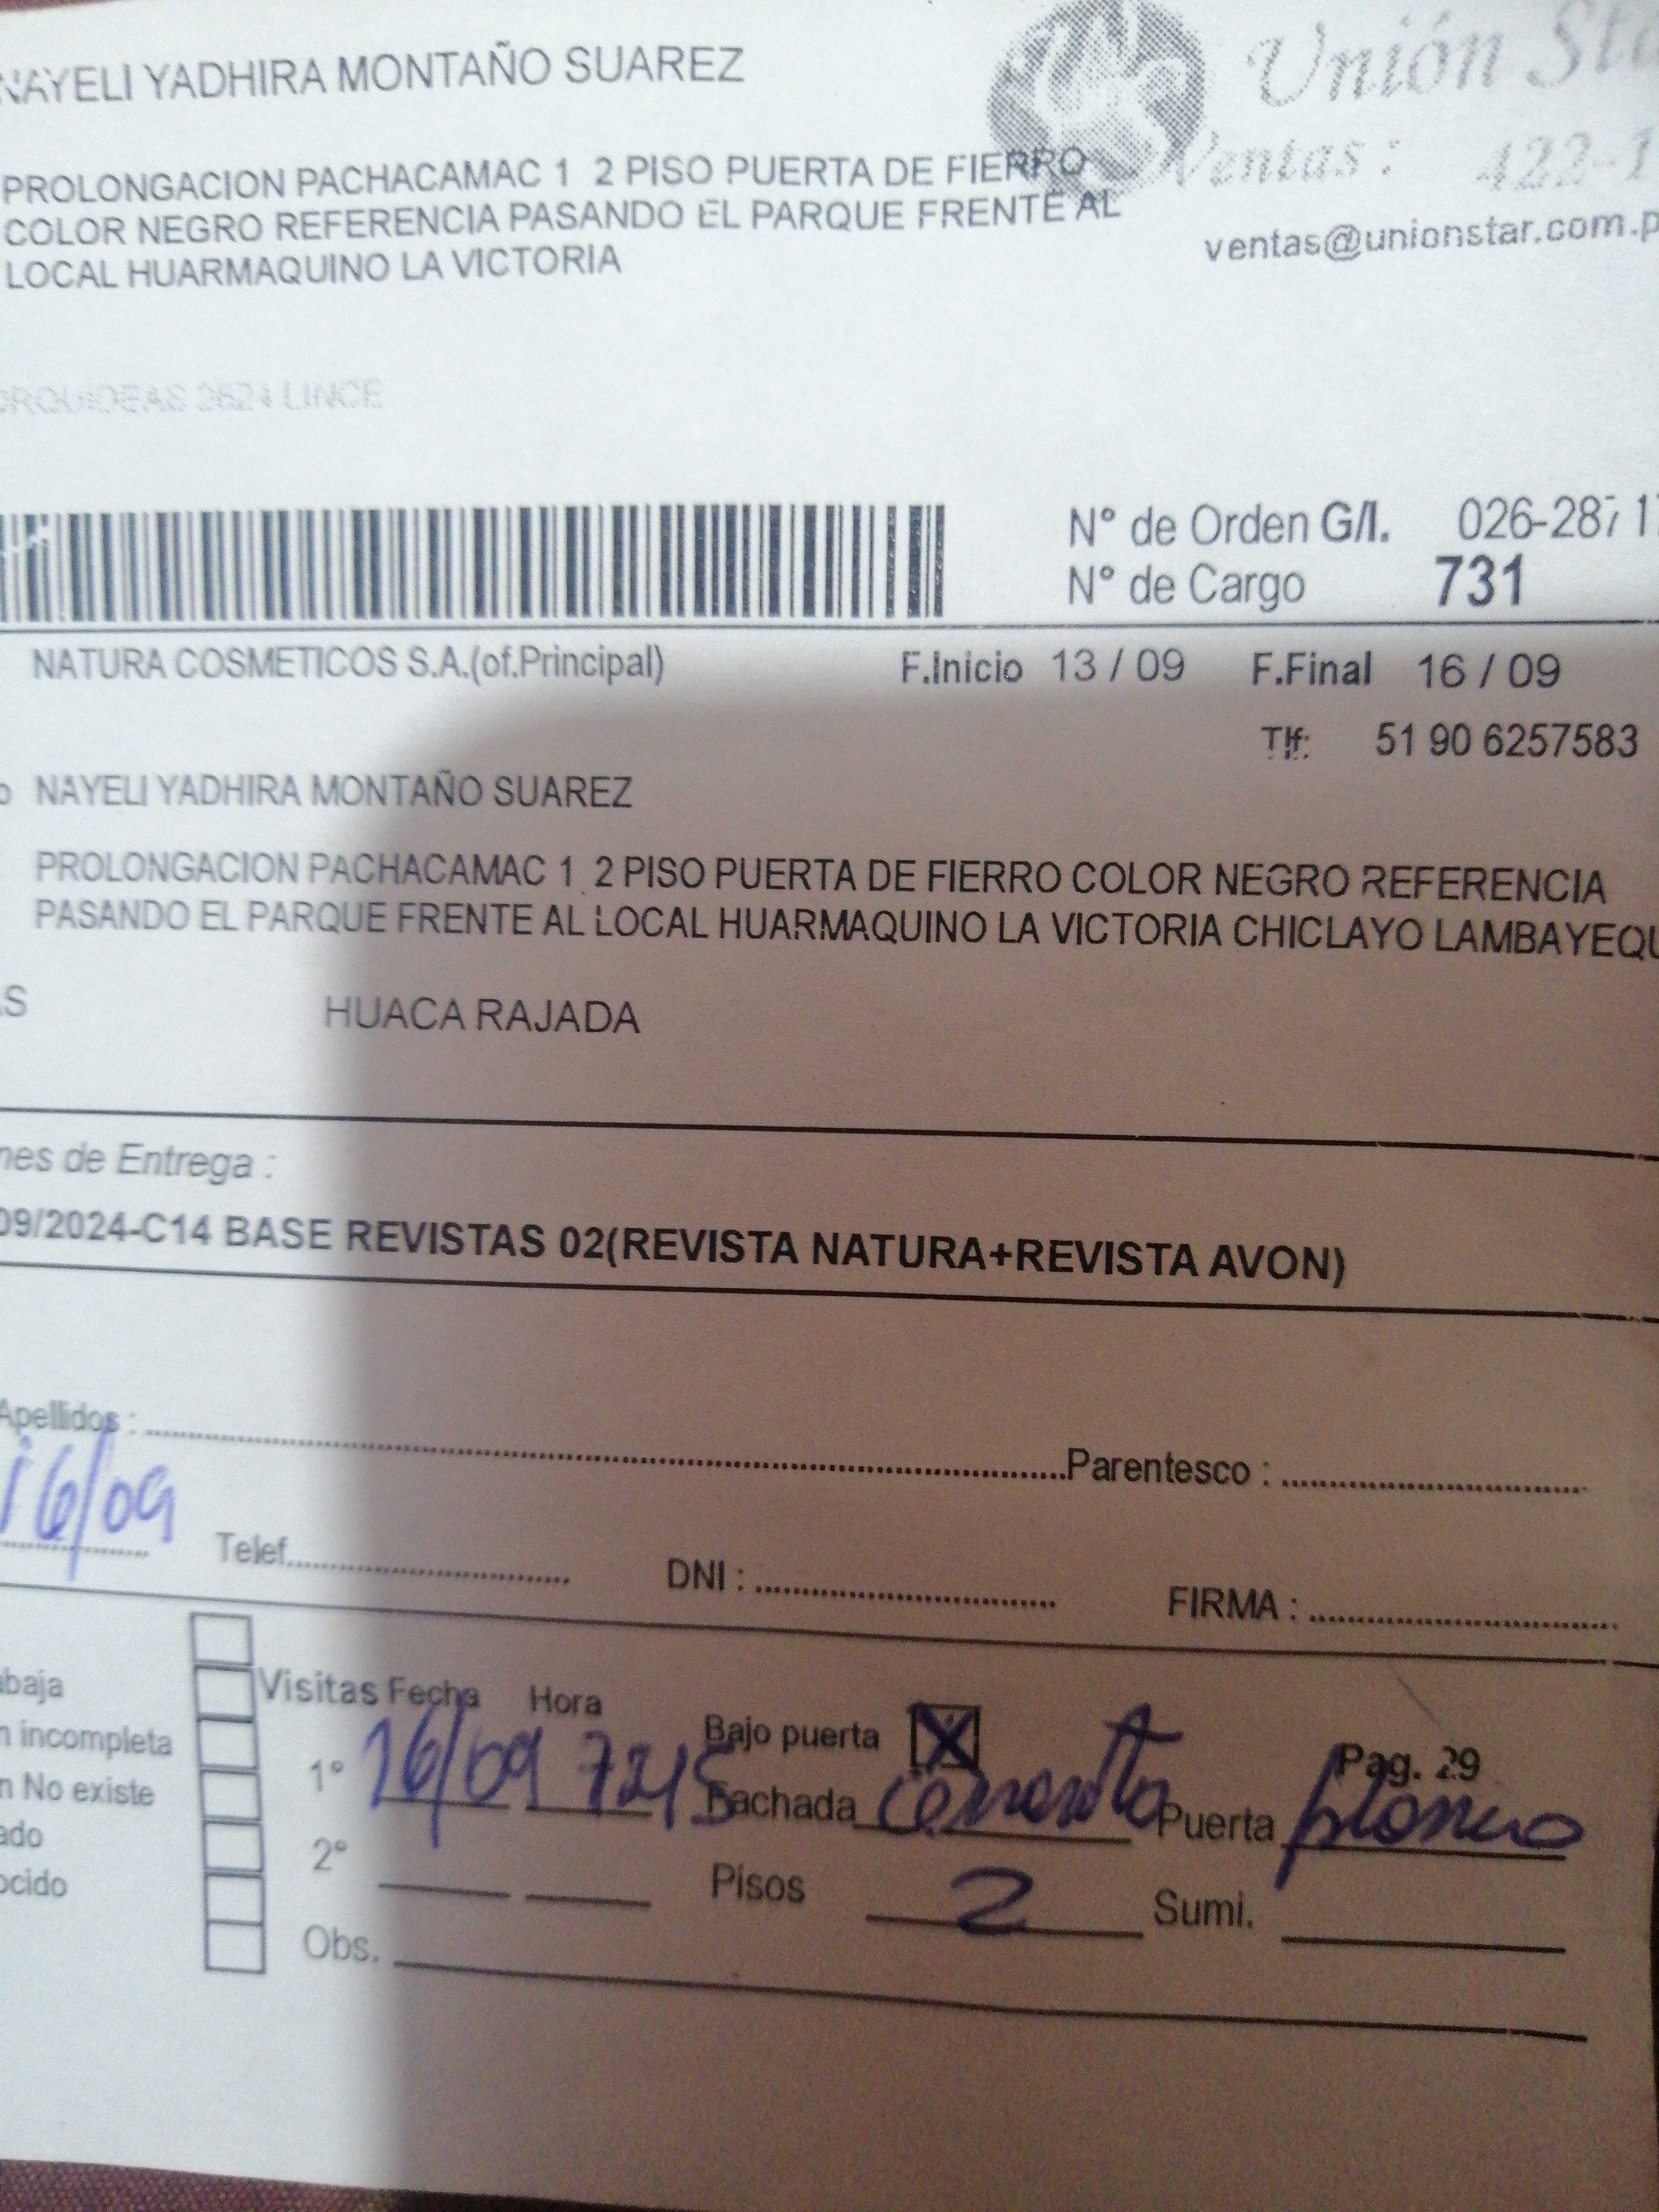 NAYELI YADHIRA MONTAÑO SUAREZ
Unión
Ventas : 422-1
ventas@unionstar.com.p
PROLONGACION PACHACAMAC 1 2 PISO PUERTA DE FIERRO
COLOR NEGRO REFERENCIA PASANDO EL PARQUE FRENTE AL
LOCAL HUARMAQUINO LA VICTORIA
ORQUIDEAS 2624 LINCE
N° de Orden G/I.
N° de Cargo 731
NATURA COSMETICOS S.A.(of.Principal) F.Inicio 13 / 09 F.Final 16 / 09
Tlf: 51 90 6257583
NAYELI YADHIRA MONTAÑO SUAREZ
PROLONGACION PACHACAMAC 1 2 PISO PUERTA DE FIERRO COLOR NEGRO REFERENCIA
PASANDO EL PARQUE FRENTE AL LOCAL HUARMAQUINO LA VICTORIA CHICLAYO LAMBAYEQU
AS HUACA RAJADA
nes de Entrega :
09/2024-C14 BASE REVISTAS 02(REVISTA NATURA+REVISTA AVON)
Apellidos : Parentesco :
16/09 Telef. DNI : FIRMA :
abaja
n incompleta
n No existe
ado
ocido
Visitas Fecha Hora Bajo puerta X Pag. 29
1° 16/09 Fachada Puerta blanco
2° Pisos 2 Sumi.
Obs.